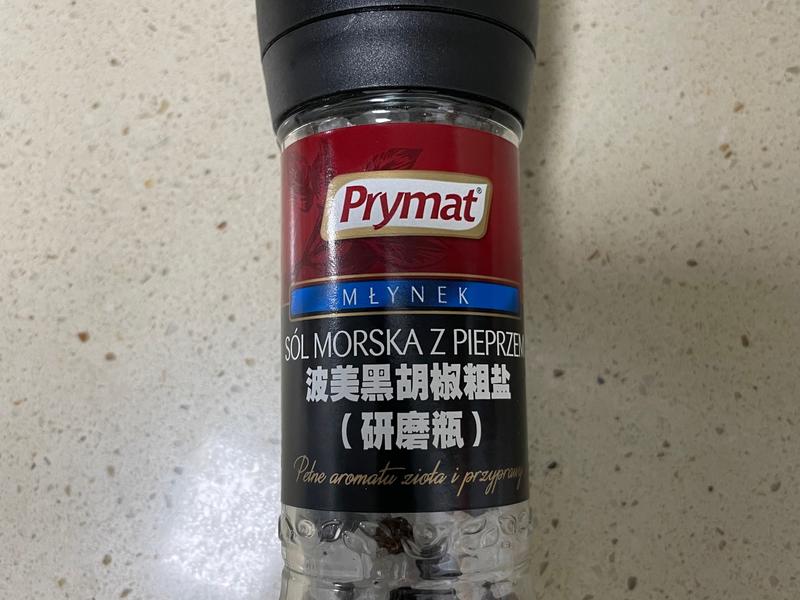 Prymat®
MŁYNEK
SÓL MORSKA Z PIEPRZEM
波美黑胡椒粗盐
(研磨瓶)
Pełne aromatu zioła i przyprawy